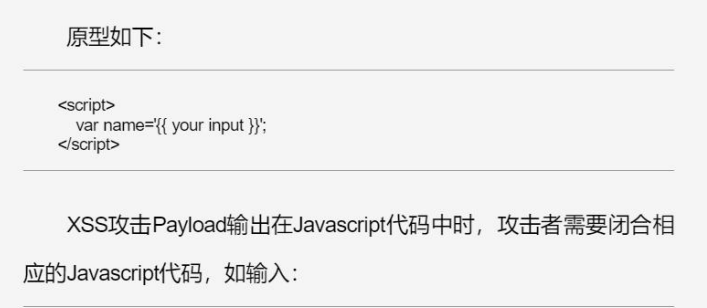 原型如下：
<script>
var name='{{ your input }}';
</script>
XSS攻击Payload输出在Javascript代码中时，攻击者需要闭合相
应的Javascript代码，如输入：